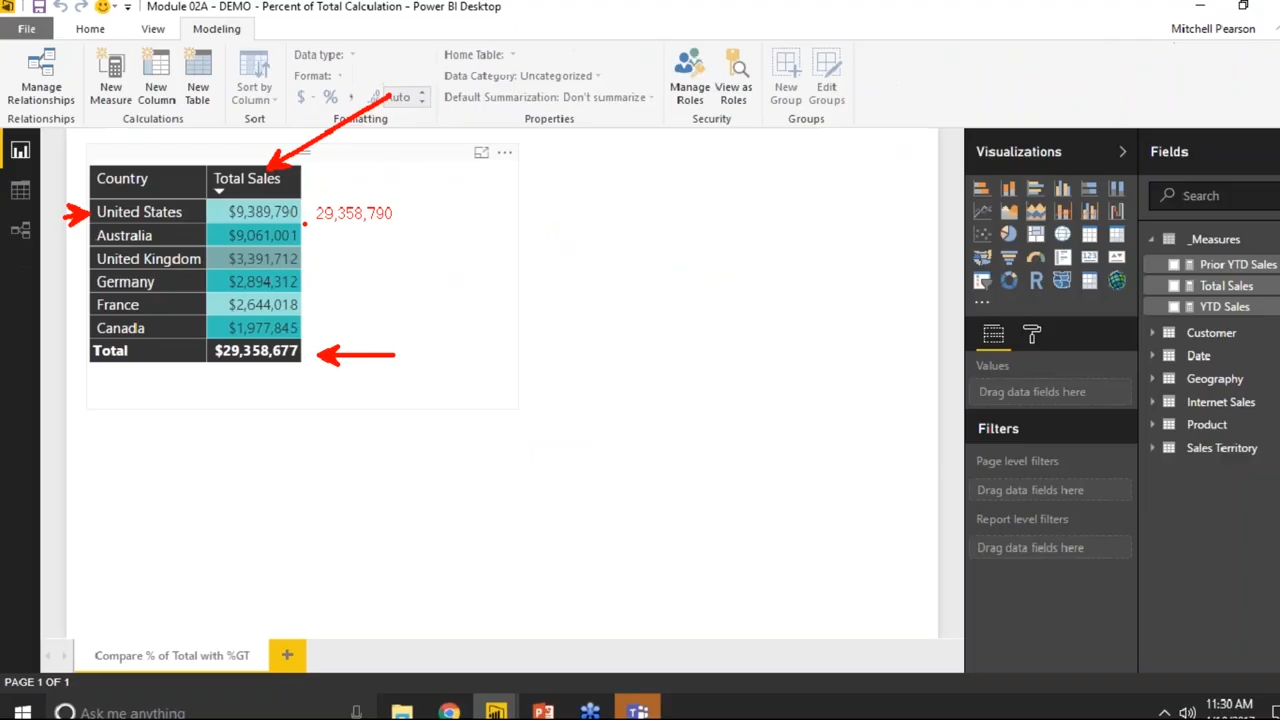 Module 02A - DEMO - Percent of Total Calculation - Power BI Desktop
File Home View Modeling Mitchell Pearson
Data type: Home Table:
Format: Data Category: Uncategorized
$ % , Auto Default Summarization: Don't summarize
Manage Relationships New Measure New Column New Table Sort by Column Manage Roles View as Roles New Group Edit Groups
Relationships Calculations Sort Formatting Properties Security Groups
Visualizations Fields
Search
Country Total Sales
United States $9,389,790 29,358,790
Australia $9,061,001
United Kingdom $3,391,712
Germany $2,894,312
France $2,644,018
Canada $1,977,845
Total $29,358,677
Values
Drag data fields here
Filters
Page level filters
Drag data fields here
Report level filters
Drag data fields here
_Measures
Prior YTD Sales
Total Sales
YTD Sales
Customer
Date
Geography
Internet Sales
Product
Sales Territory
Compare % of Total with %GT
PAGE 1 OF 1
Ask me anything
11:30 AM